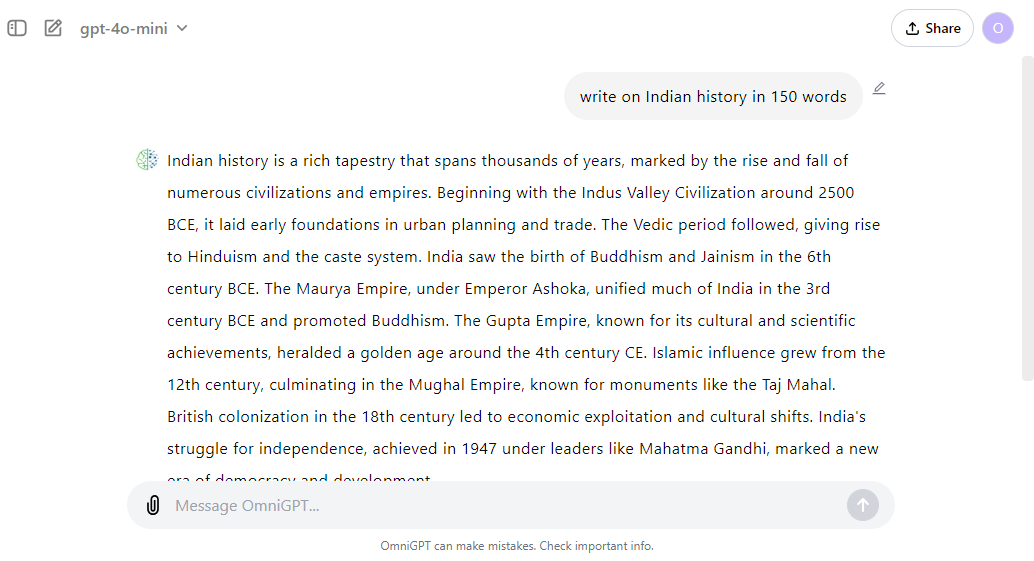 gpt-4o-mini
Share
O
write on Indian history in 150 words
Indian history is a rich tapestry that spans thousands of years, marked by the rise and fall of
numerous civilizations and empires. Beginning with the Indus Valley Civilization around 2500
BCE, it laid early foundations in urban planning and trade. The Vedic period followed, giving rise
to Hinduism and the caste system. India saw the birth of Buddhism and Jainism in the 6th
century BCE. The Maurya Empire, under Emperor Ashoka, unified much of India in the 3rd
century BCE and promoted Buddhism. The Gupta Empire, known for its cultural and scientific
achievements, heralded a golden age around the 4th century CE. Islamic influence grew from the
12th century, culminating in the Mughal Empire, known for monuments like the Taj Mahal.
British colonization in the 18th century led to economic exploitation and cultural shifts. India's
struggle for independence, achieved in 1947 under leaders like Mahatma Gandhi, marked a new
era of democracy and development.
Message OmniGPT...
OmniGPT can make mistakes. Check important info.